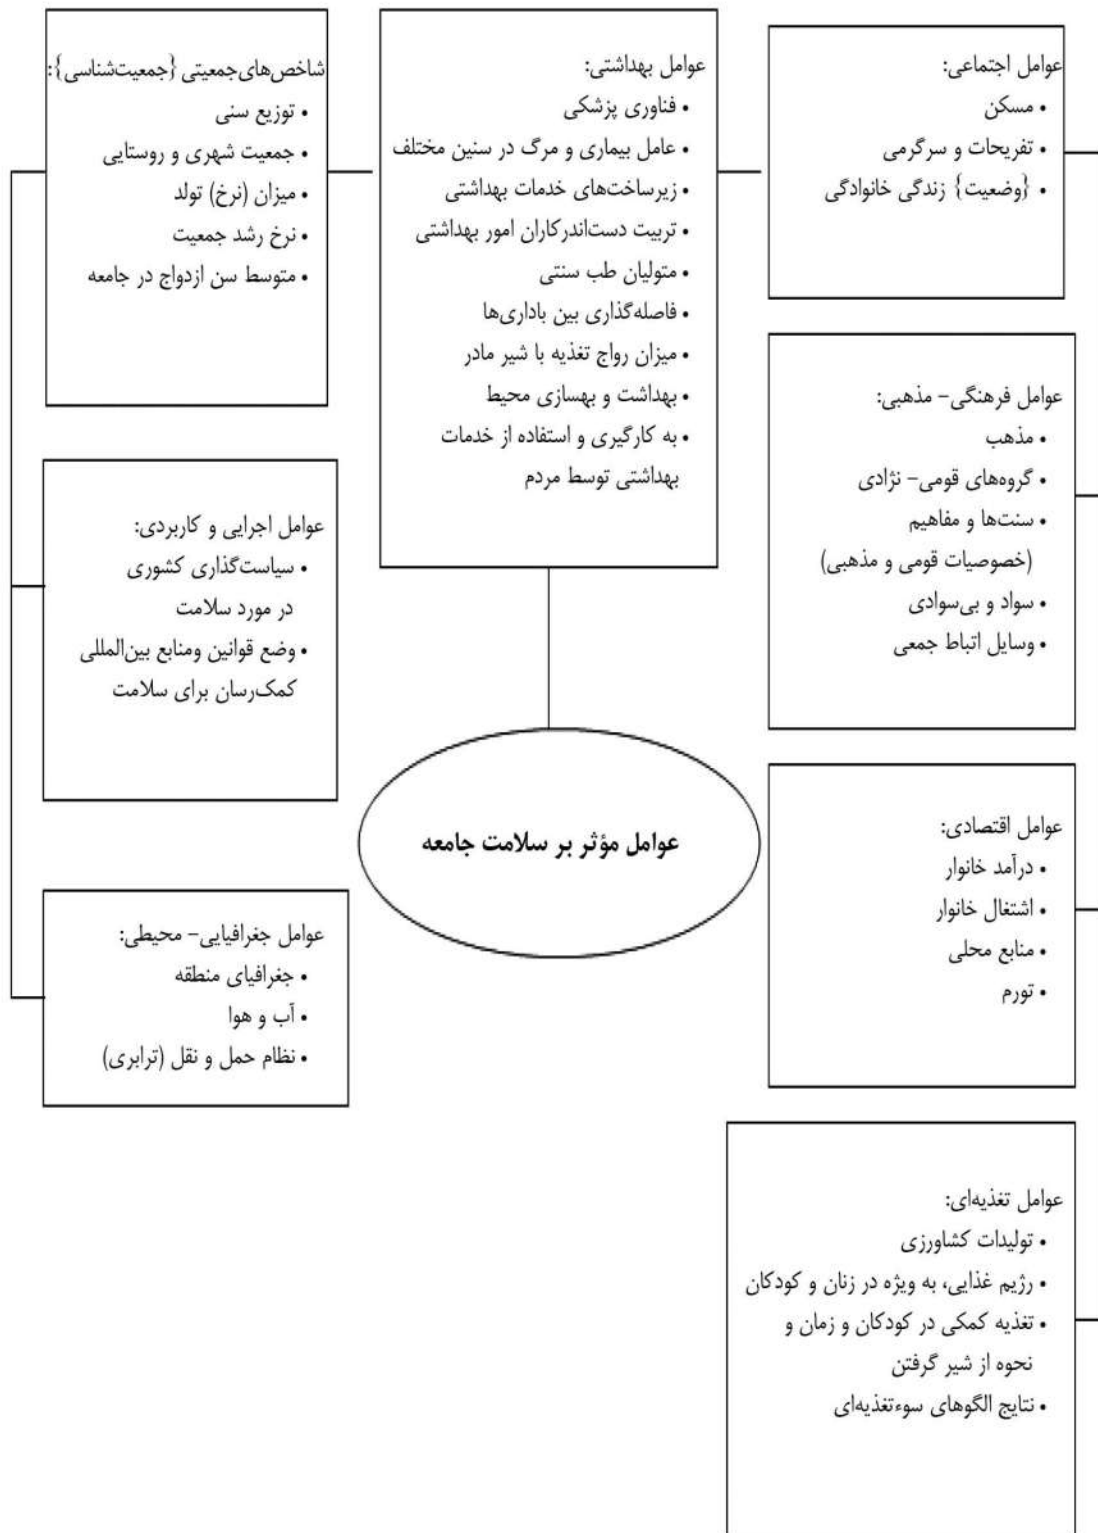 عوامل اجتماعی:
• مسکن
• تفریحات و سرگرمی
• {وضعیت} زندگی خانوادگی
عوامل بهداشتی:
• فناوری پزشکی
• عامل بیماری و مرگ در سنین مختلف
• زیرساخت‌های خدمات بهداشتی
• تربیت دست‌اندرکاران امور بهداشتی
• متولیان طب سنتی
• فاصله‌گذاری بین باداری‌ها
• میزان رواج تغذیه با شیر مادر
• بهداشت و بهسازی محیط
• به کارگیری و استفاده از خدمات
بهداشتی توسط مردم
شاخص‌های جمعیتی {جمعیت‌شناسی}:
• توزیع سنی
• جمعیت شهری و روستایی
• میزان (نرخ) تولد
• نرخ رشد جمعیت
• متوسط سن ازدواج در جامعه
عوامل فرهنگی- مذهبی:
• مذهب
• گروه‌های قومی- نژادی
• سنت‌ها و مفاهیم
(خصوصیات قومی و مذهبی)
• سواد و بی‌سوادی
• وسایل اتباط جمعی
عوامل اجرایی و کاربردی:
• سیاست‌گذاری کشوری
در مورد سلامت
• وضع قوانین ومنابع بین‌المللی
کمک‌رسان برای سلامت
عوامل مؤثر بر سلامت جامعه
عوامل اقتصادی:
• درآمد خانوار
• اشتغال خانوار
• منابع محلی
• تورم
عوامل جغرافیایی- محیطی:
• جغرافیای منطقه
• آب و هوا
• نظام حمل و نقل (ترابری)
عوامل تغذیه‌ای:
• تولیدات کشاورزی
• رژیم غذایی، به ویژه در زنان و کودکان
• تغذیه کمکی در کودکان و زمان و
نحوه از شیر گرفتن
• نتایج الگوهای سوءتغذیه‌ای